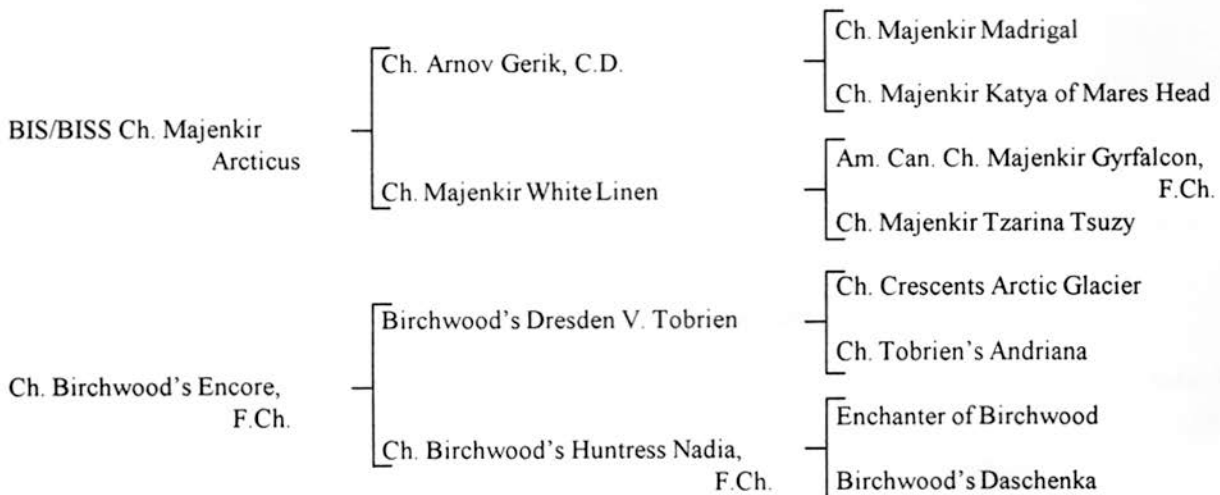 Ch. Majenkir Madrigal
Ch. Arnov Gerik, C.D.
Ch. Majenkir Katya of Mares Head
BIS/BISS Ch. Majenkir
Arcticus
Am. Can. Ch. Majenkir Gyrfalcon,
F.Ch.
Ch. Majenkir White Linen
Ch. Majenkir Tzarina Tsuzy
Ch. Crescents Arctic Glacier
Birchwood's Dresden V. Tobrien
Ch. Tobrien's Andriana
Ch. Birchwood's Encore,
F.Ch.
Enchanter of Birchwood
Ch. Birchwood's Huntress Nadia,
F.Ch.
Birchwood's Daschenka